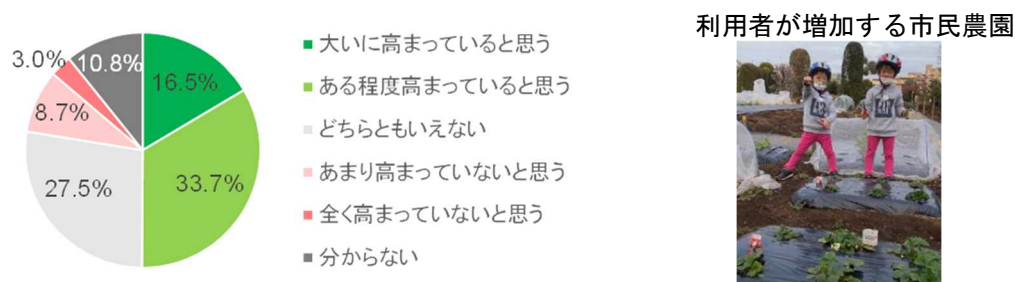 利用者が増加する市民農園
3.0%
10.8%
16.5%
8.7%
27.5%
33.7%
大いに高まっていると思う
ある程度高まっていると思う
どちらともいえない
あまり高まっていないと思う
全く高まっていないと思う
分からない